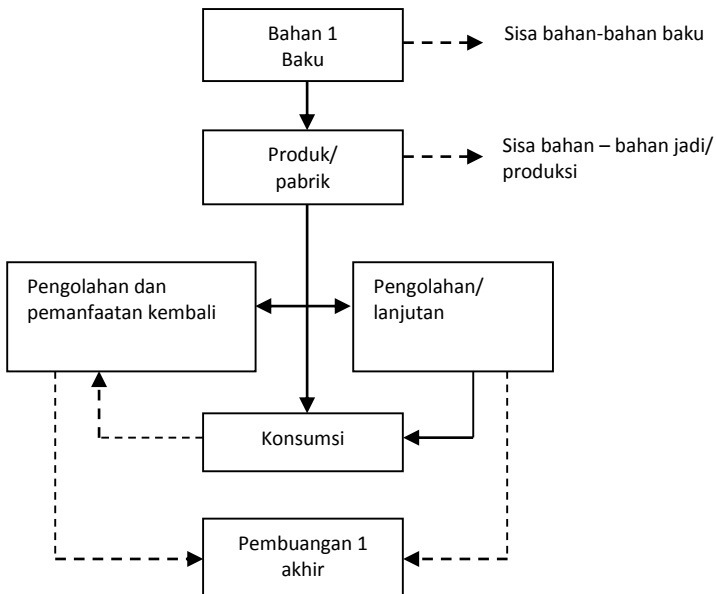 Bahan 1
Baku
Sisa bahan-bahan baku
Produk/
pabrik
Sisa bahan – bahan jadi/
produksi
Pengolahan dan
pemanfaatan kembali
Pengolahan/
lanjutan
Konsumsi
Pembuangan 1
akhir